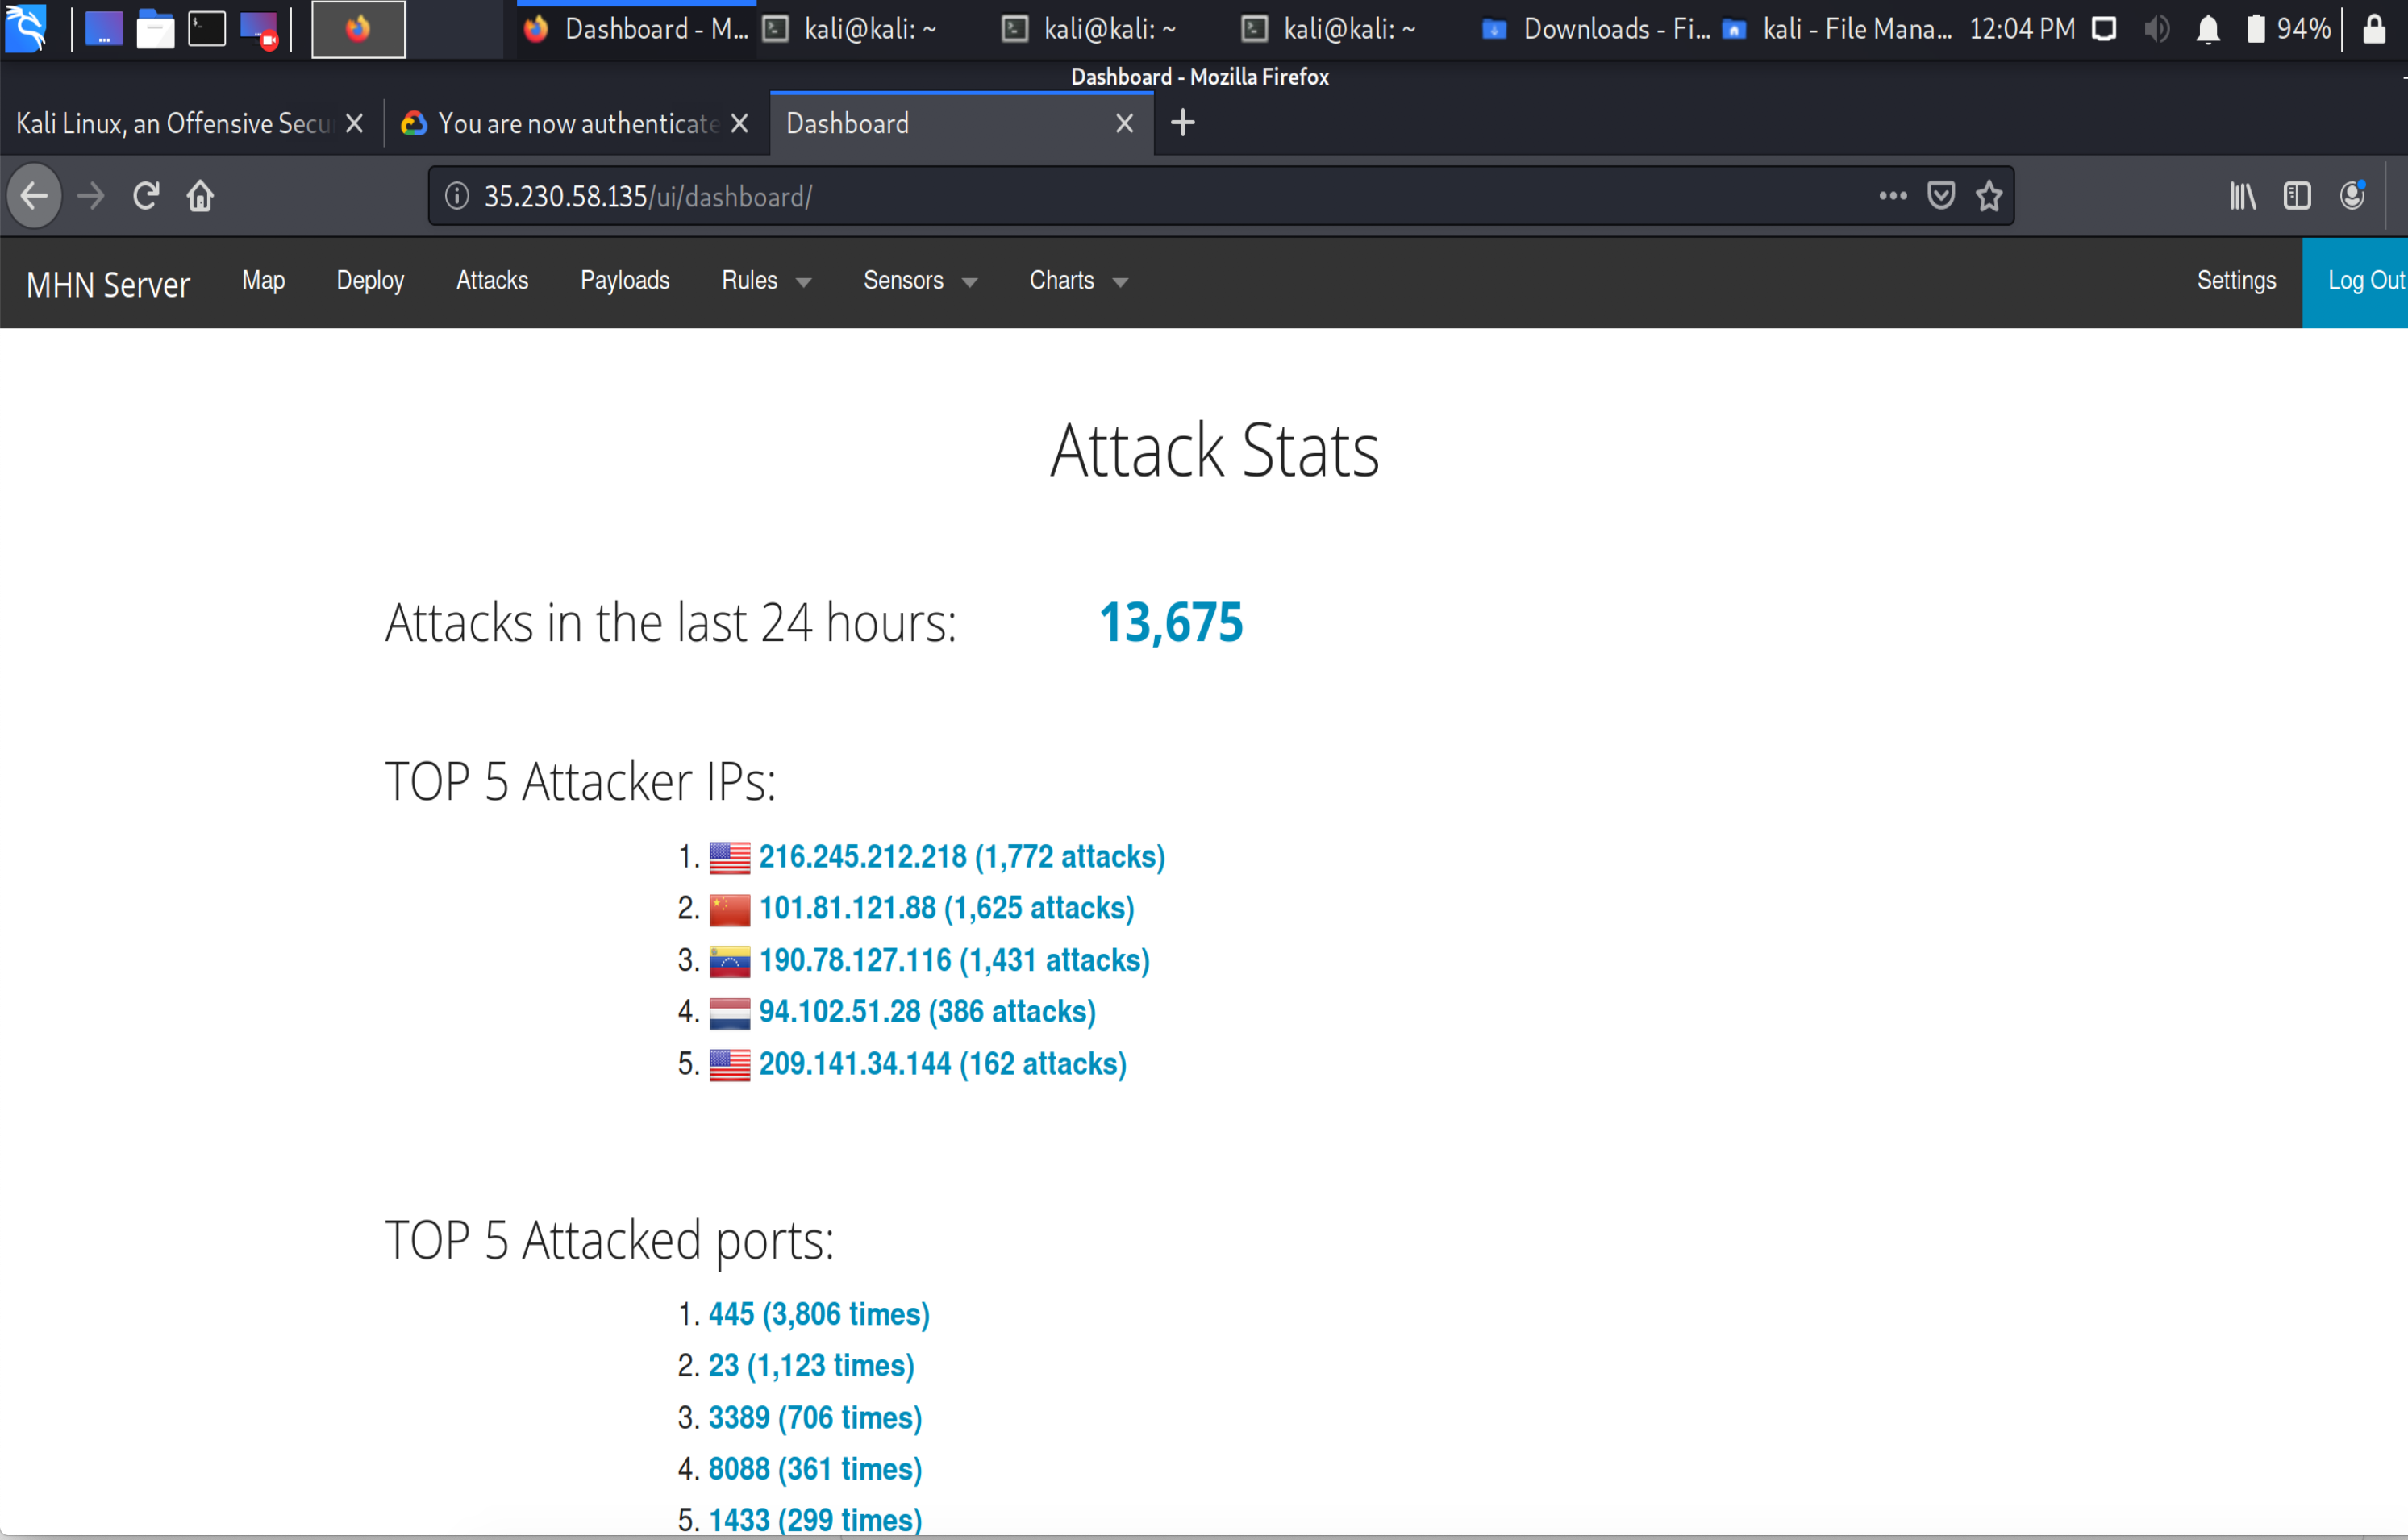 Dashboard - M... kali@kali: ~ kali@kali: ~ kali@kali: ~ Downloads - Fi... kali - File Mana... 12:04 PM 94%
Dashboard - Mozilla Firefox
Kali Linux, an Offensive Secu You are now authenticate Dashboard
35.230.58.135/ui/dashboard/
MHN Server Map Deploy Attacks Payloads Rules Sensors Charts Settings Log Out
Attack Stats
Attacks in the last 24 hours: 13,675
TOP 5 Attacker IPs:
1. 216.245.212.218 (1,772 attacks)
2. 101.81.121.88 (1,625 attacks)
3. 190.78.127.116 (1,431 attacks)
4. 94.102.51.28 (386 attacks)
5. 209.141.34.144 (162 attacks)
TOP 5 Attacked ports:
1. 445 (3,806 times)
2. 23 (1,123 times)
3. 3389 (706 times)
4. 8088 (361 times)
5. 1433 (299 times)